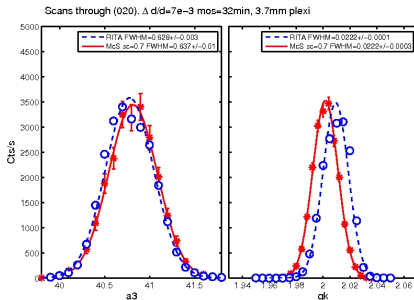 Scans through (020). Δ d/d=7e-3 mos=32min, 3.7mm plexi
RITA FWHM=0.628+/-0.003
McS sc=0.7 FWHM=0.637+/-0.01
RITA FWHM=0.0222+/-0.0001
McS sc=0.7 FWHM=0.0222+/-0.0003
5000
4500
4000
3500
3000
2500
2000
1500
1000
500
0
Cts/s
40
40.5
41
41.5
a3
1.94
1.96
1.98
2
2.02
2.04
2.06
qk